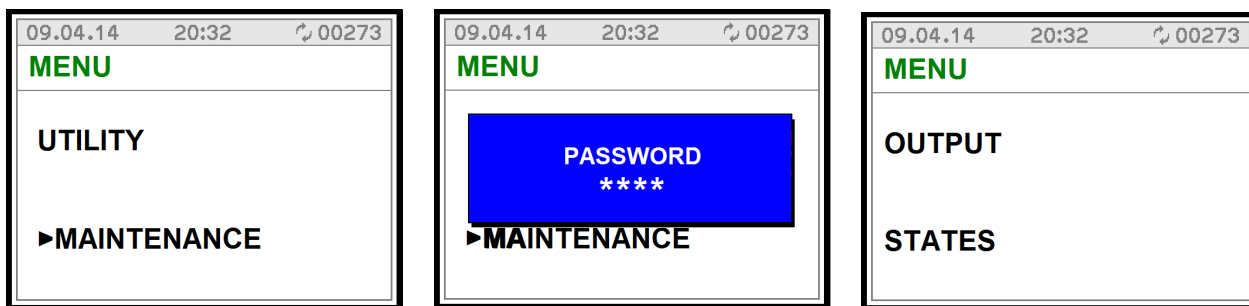 09.04.14 20:32 00273
MENU
UTILITY
►MAINTENANCE
09.04.14 20:32 00273
MENU
PASSWORD
****
►MAINTENANCE
09.04.14 20:32 00273
MENU
OUTPUT
STATES